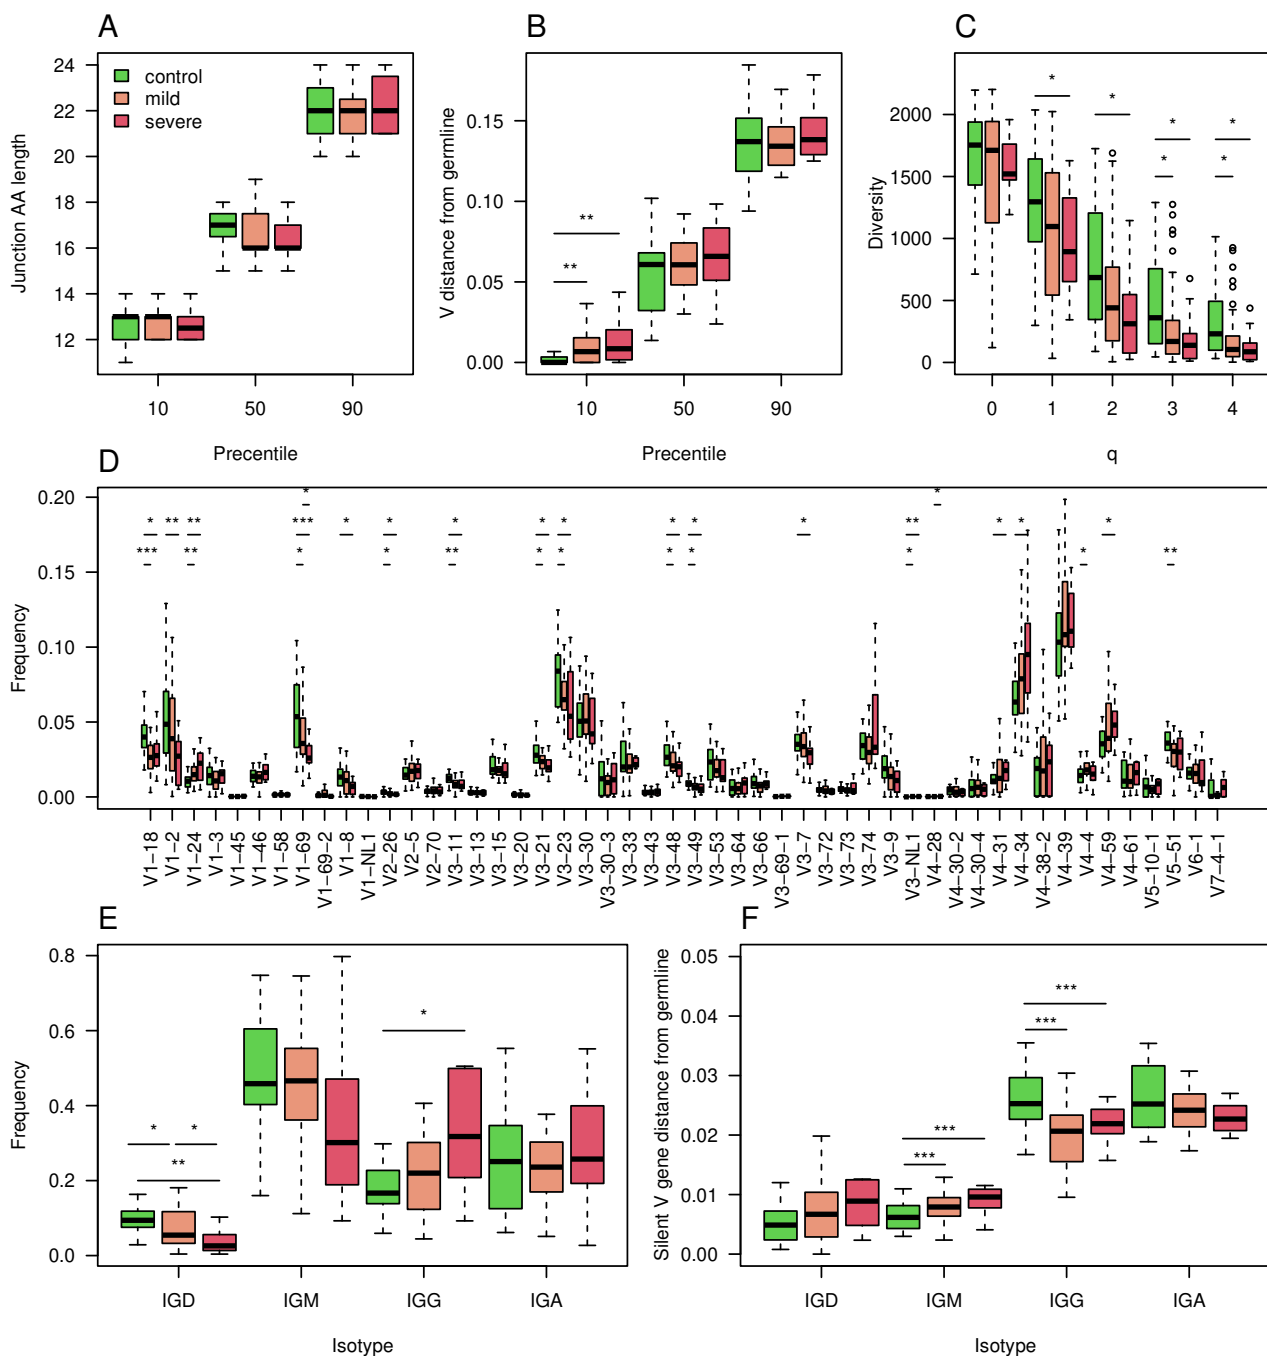 A
B
C
Junction AA length
24
22
20
18
16
14
12
control
mild
severe
10
50
90
Precentile
V distance from germline
0.15
0.10
0.05
0.00
**
**
10
50
90
Precentile
Diversity
2000
1500
1000
500
0
*
*
*
*
*
*
0
1
2
3
4
q
D
Frequency
0.20
0.15
0.10
0.05
0.00
* *
* ** ** *** * * * * * * * * * ** * * *
*** ** * * ** * * * * * * **
V1−18
V1−2
V1−24
V1−3
V1−45
V1−46
V1−58
V1−69
V1−69−2
V1−8
V1−NL1
V2−26
V2−5
V2−70
V3−11
V3−13
V3−15
V3−20
V3−21
V3−23
V3−30
V3−30−3
V3−33
V3−43
V3−48
V3−49
V3−53
V3−64
V3−66
V3−69−1
V3−7
V3−72
V3−73
V3−74
V3−9
V3−NL1
V4−28
V4−30−2
V4−30−4
V4−31
V4−34
V4−38−2
V4−39
V4−4
V4−59
V4−61
V5−10−1
V5−51
V6−1
V7−4−1
E
F
Frequency
0.8
0.6
0.4
0.2
0.0
* *
**
*
IGD
IGM
IGG
IGA
Isotype
Silent V gene distance from germline
0.05
0.04
0.03
0.02
0.01
0.00
***
***
***
***
IGD
IGM
IGG
IGA
Isotype